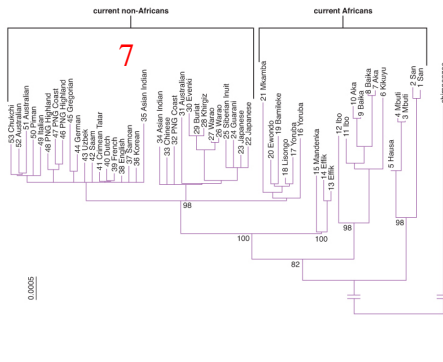 current non-Africans
current Africans
7
53 Chukchi
52 Australian
51 Australian
50 Piman
49 Italian
48 PNG Highland
47 PNG Coast
46 PNG Highland
45 Georgian
44 German
43 Uzbek
42 Saam
41 Crimean Tatar
40 Dutch
39 French
38 English
37 Samoan
36 Korean
35 Asian Indian
34 Asian Indian
33 Chinese
32 PNG Coast
31 Australian
30 Evenki
29 Buriat
28 Khirgiz
27 Warao
26 Warao
25 Siberian Inuit
24 Guarani
23 Japanese
22 Japanese
21 Mkamba
20 Ewondo
19 Bamileke
18 Lisongo
17 Yoruba
16 Yoruba
15 Mandenka
14 Effik
13 Effik
12 Ibo
11 Ibo
10 Aka
9 Biaka
8 Biaka
7 Aka
6 Kikuyu
5 Hausa
4 Mbuti
3 Mbuti
2 San
1 San
98
100
100
98
98
82
0.0005